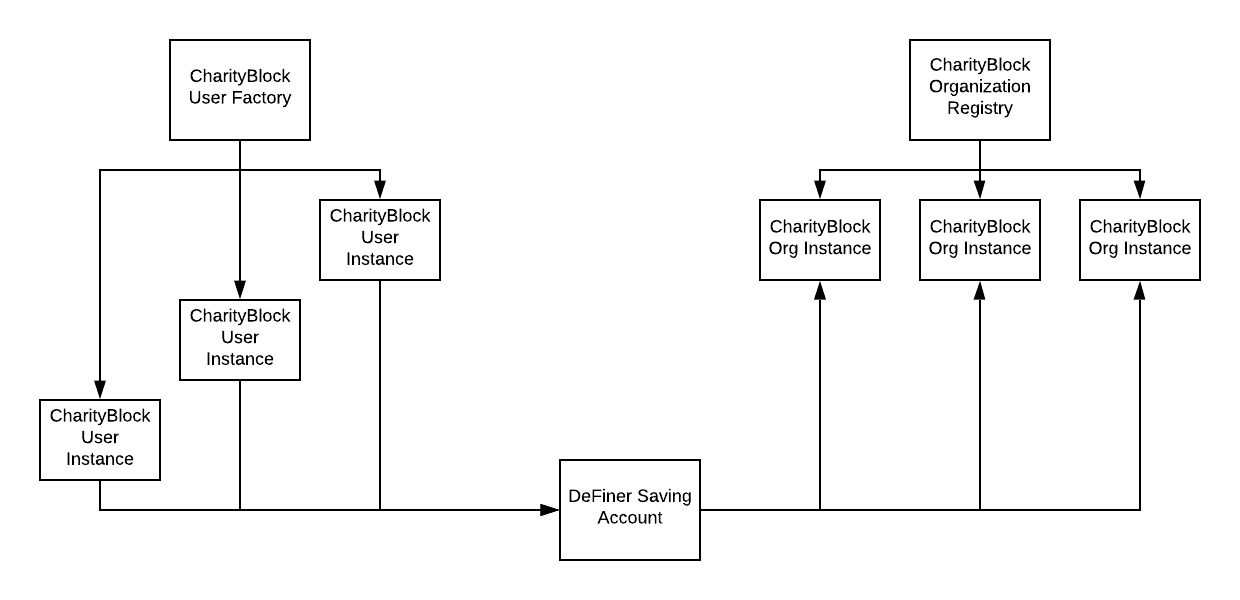 CharityBlock
User Factory
CharityBlock
Organization
Registry
CharityBlock
User
Instance
CharityBlock
Org Instance
CharityBlock
Org Instance
CharityBlock
Org Instance
CharityBlock
User
Instance
CharityBlock
User
Instance
DeFiner Saving
Account